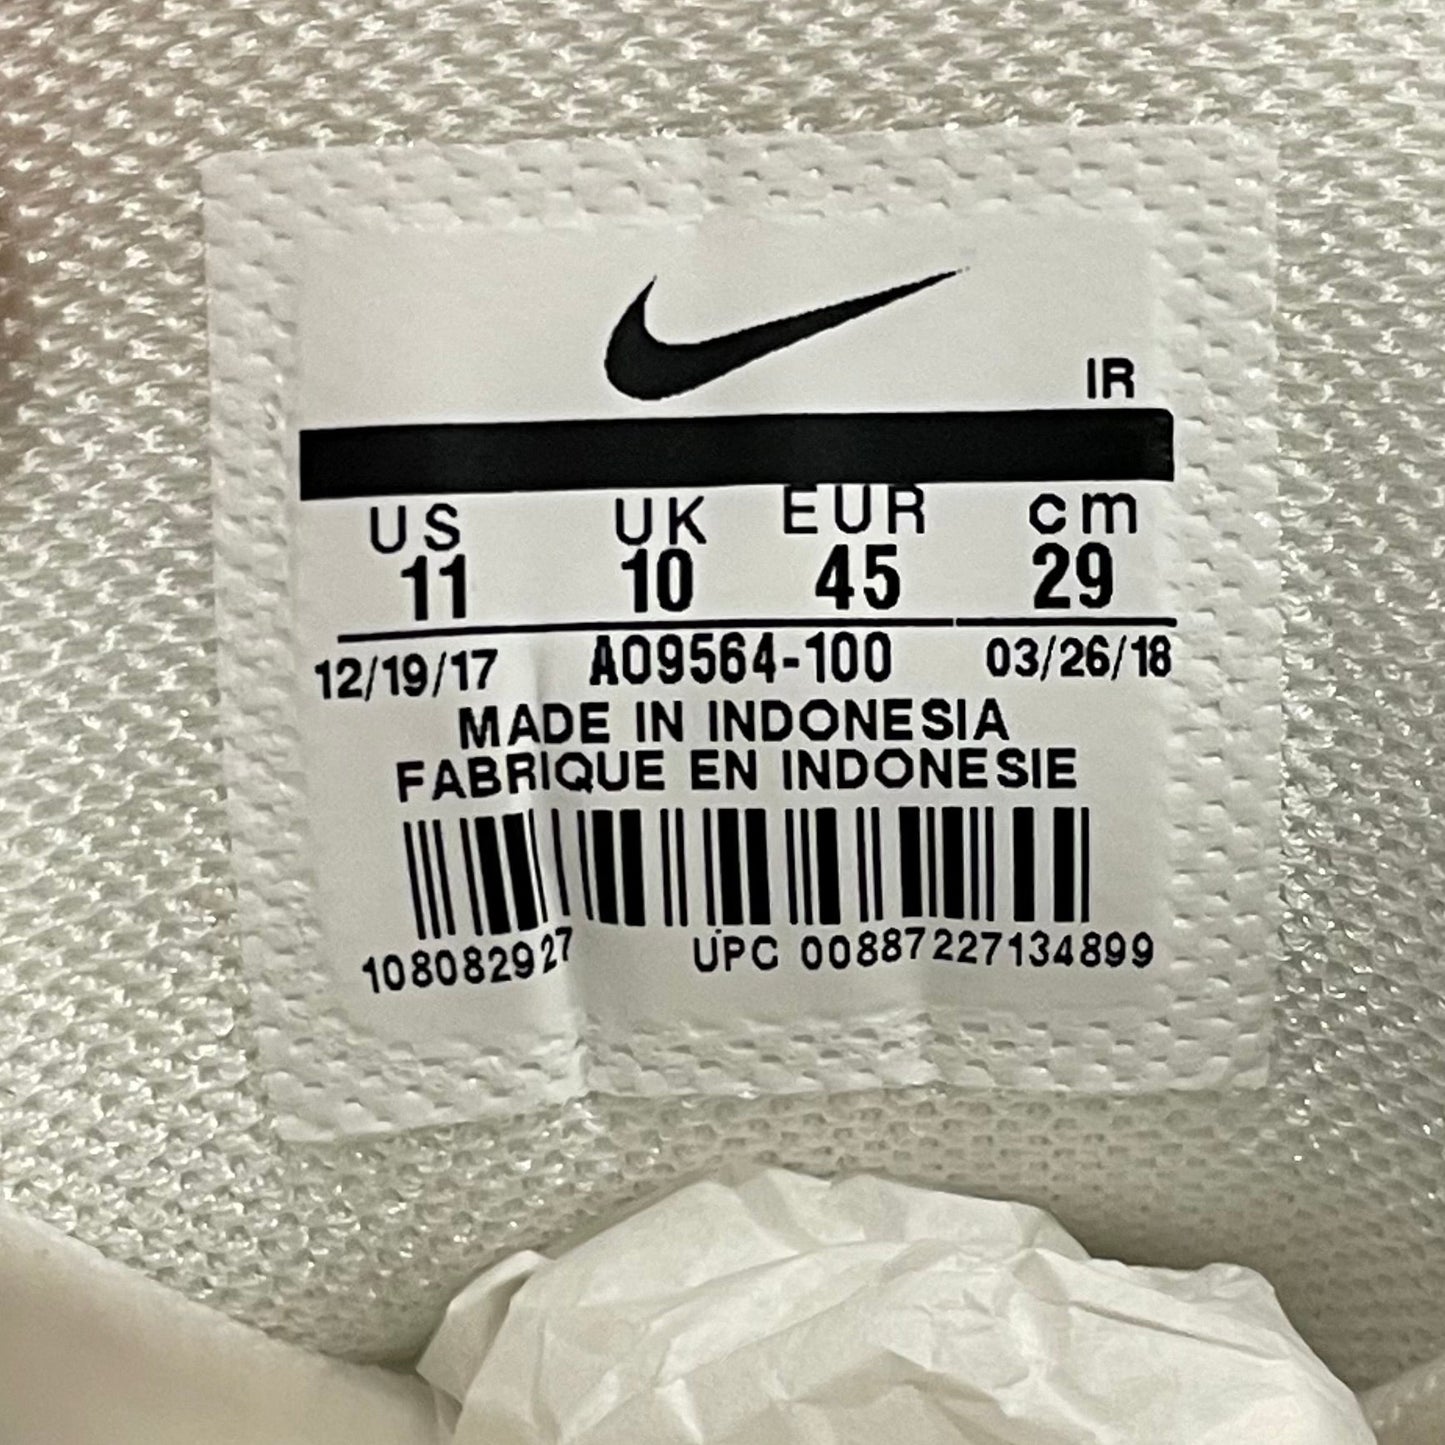 IR
US UK EUR cm
11 10 45 29
12/19/17 AO9564-100 03/26/18
MADE IN INDONESIA
FABRIQUE EN INDONESIE
108082927 UPC 00887227134899